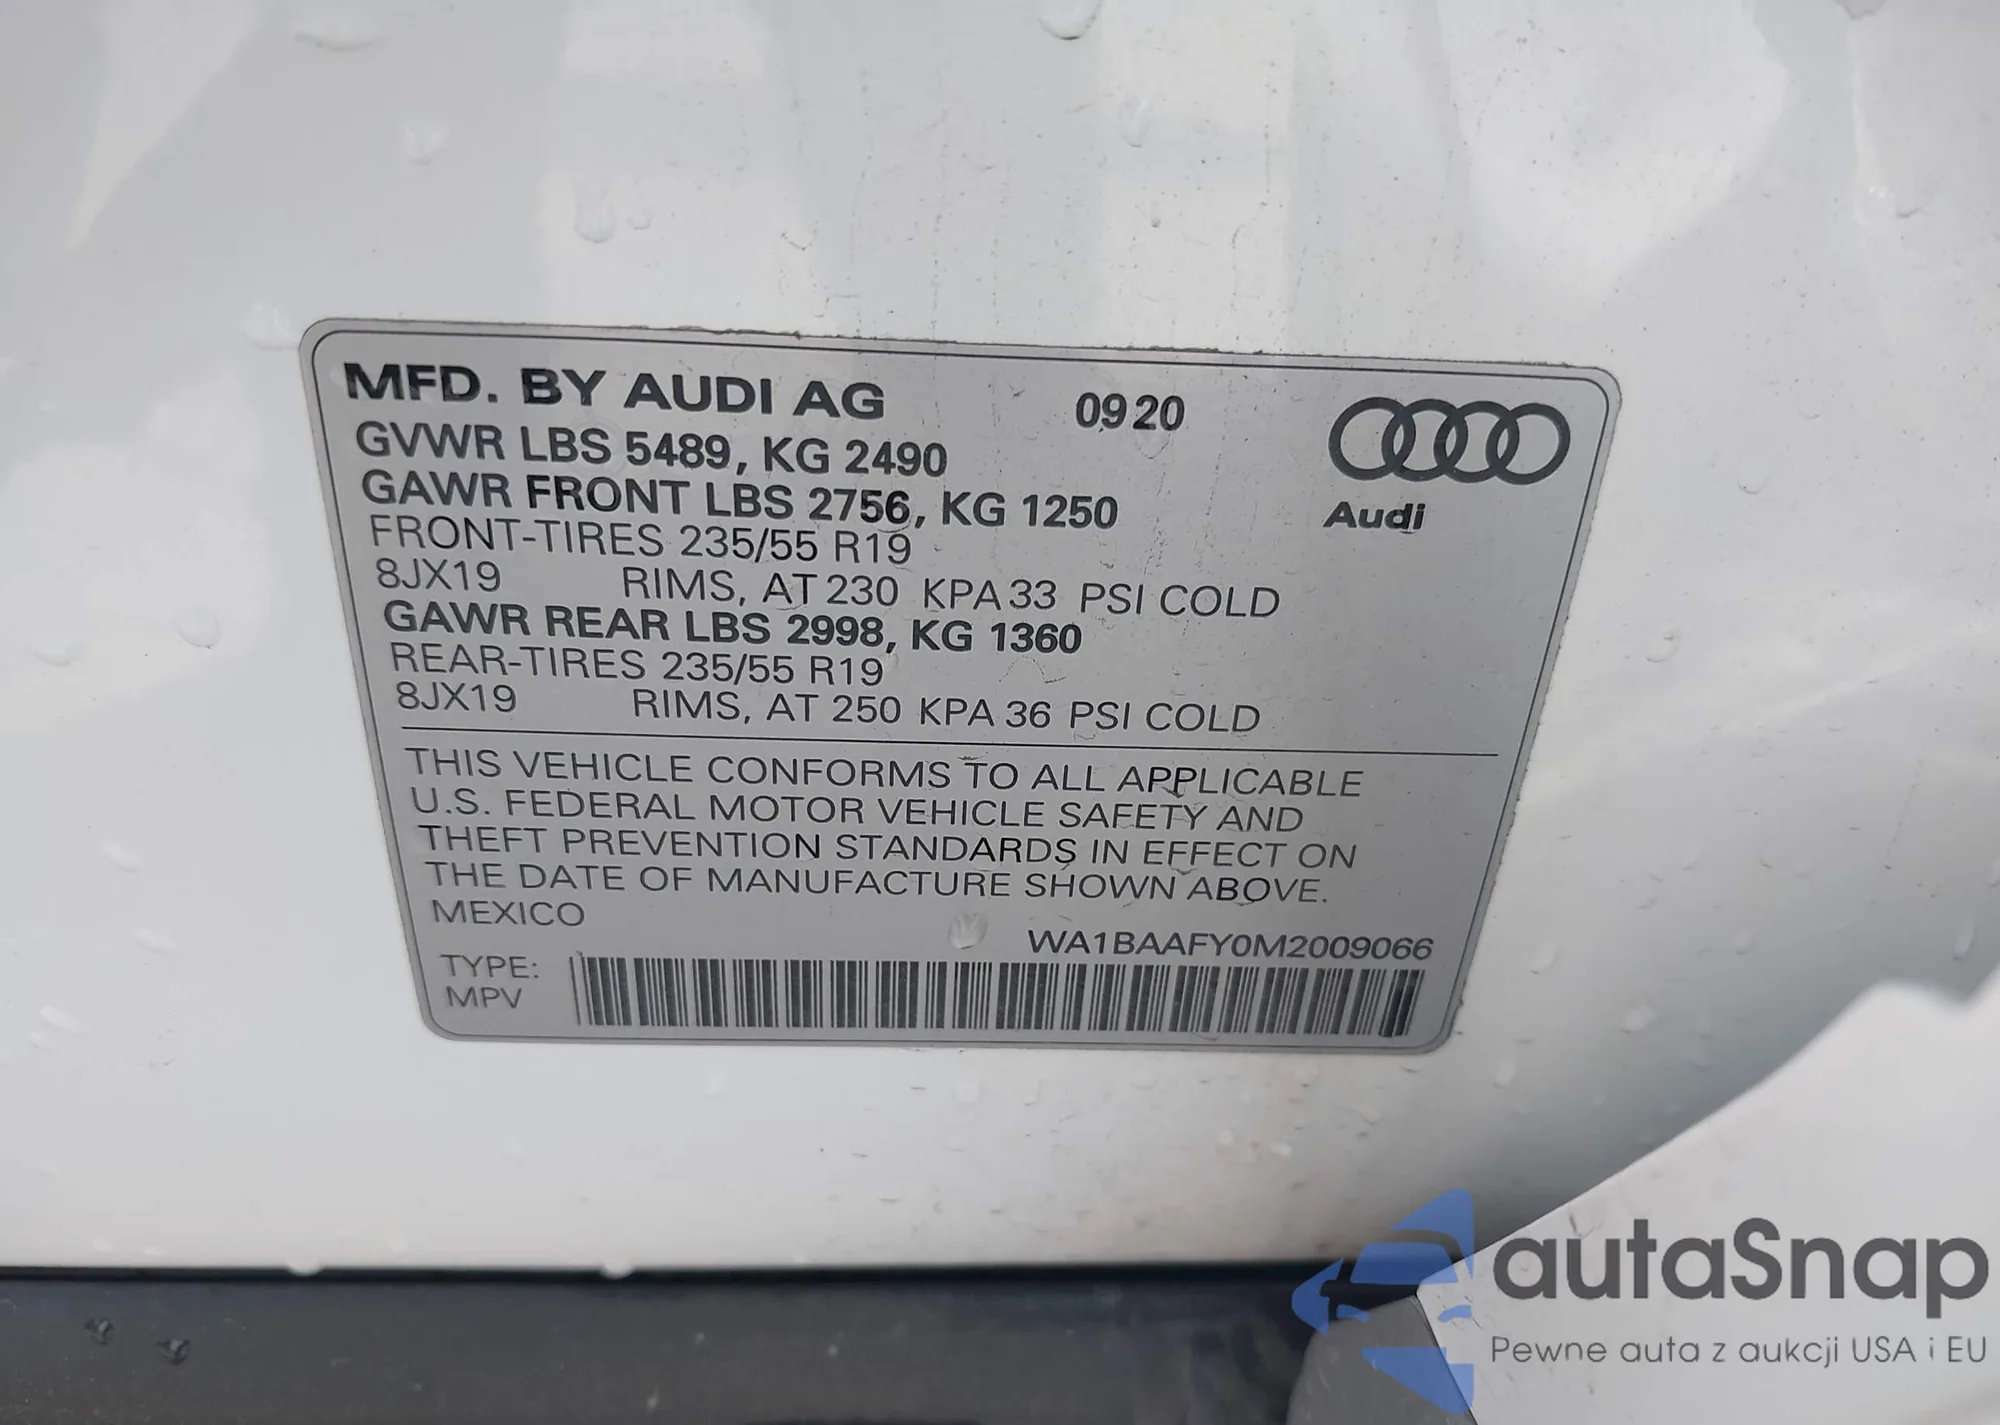 MFD. BY AUDI AG 09 20
GVWR LBS 5489, KG 2490
GAWR FRONT LBS 2756, KG 1250
Audi
FRONT-TIRES 235/55 R19
8JX19 RIMS, AT 230 KPA 33 PSI COLD
GAWR REAR LBS 2998, KG 1360
REAR-TIRES 235/55 R19
8JX19 RIMS, AT 250 KPA 36 PSI COLD
THIS VEHICLE CONFORMS TO ALL APPLICABLE
U.S. FEDERAL MOTOR VEHICLE SAFETY AND
THEFT PREVENTION STANDARDS IN EFFECT ON
THE DATE OF MANUFACTURE SHOWN ABOVE.
MEXICO
WA1BAAFY0M2009066
TYPE:
MPV
autaSnap
Pewne auta z aukcji USA i EU